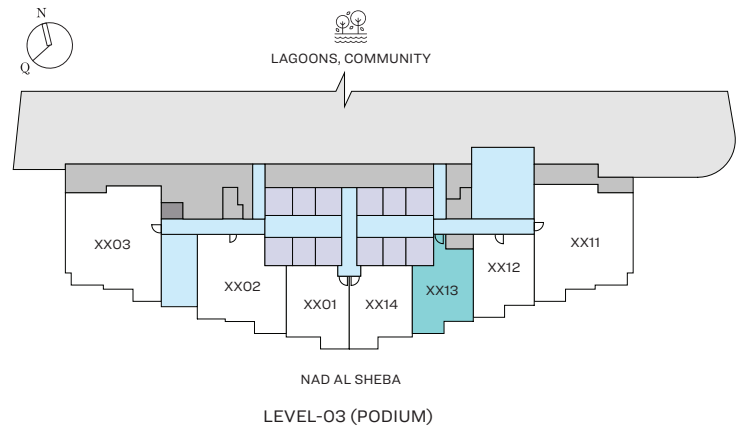 N
Q
LAGOONS, COMMUNITY
XX03
XX02
XX01
XX14
XX13
XX12
XX11
NAD AL SHEBA
LEVEL-03 (PODIUM)